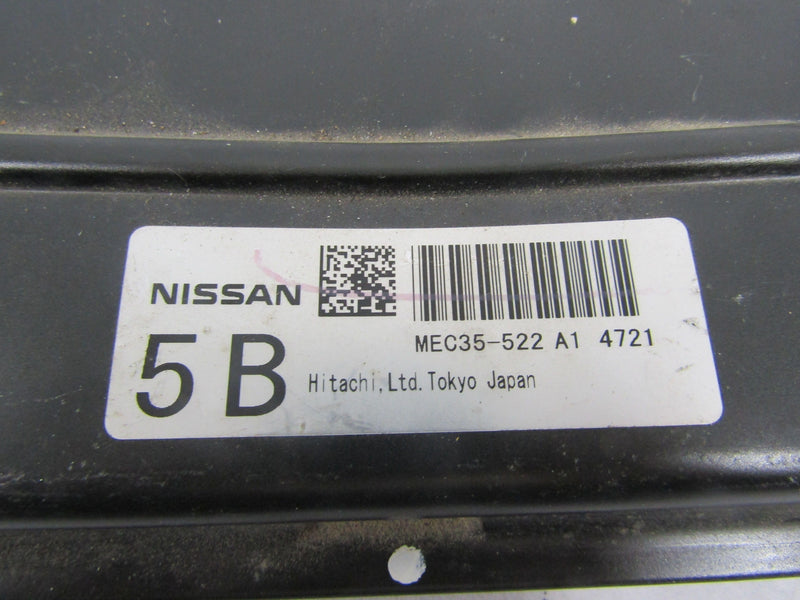 NISSAN
MEC35-522 A1 4721
5B
Hitachi,Ltd.Tokyo Japan